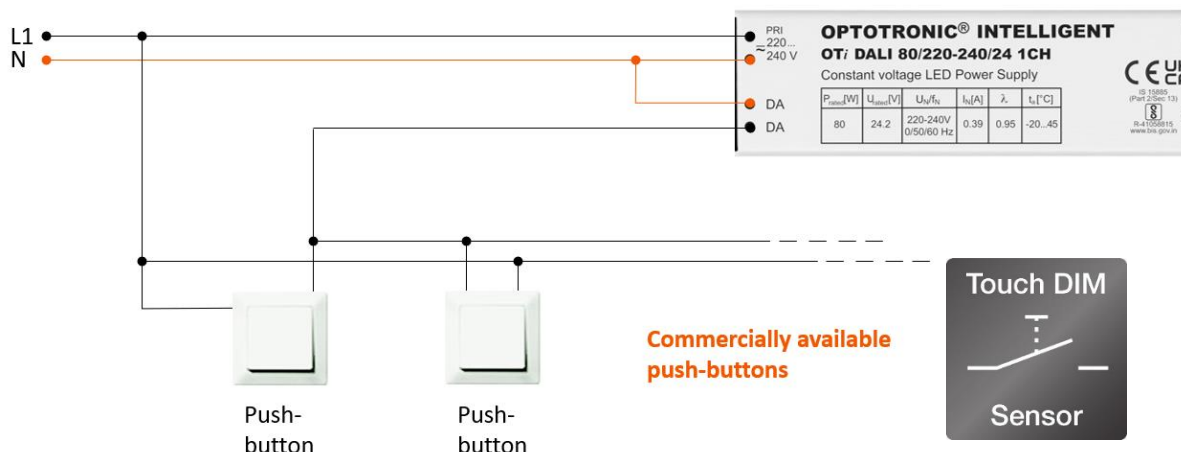 L1
N
PRI
220...
240 V
DA
DA
OPTOTRONIC® INTELLIGENT
OTi DALI 80/220-240/24 1CH
Constant voltage LED Power Supply
Prated[W] Urated[V] UN/fN IN[A] λ tₐ[°C]
80 24.2 220-240V 0/50/60 Hz 0.39 0.95 -20...45
CE UK
CA
IS 15885
(Part 2/Sec 13)
R-41058815
www.bis.gov.in
Commercially available
push-buttons
Push-
button
Push-
button
Touch DIM
Sensor